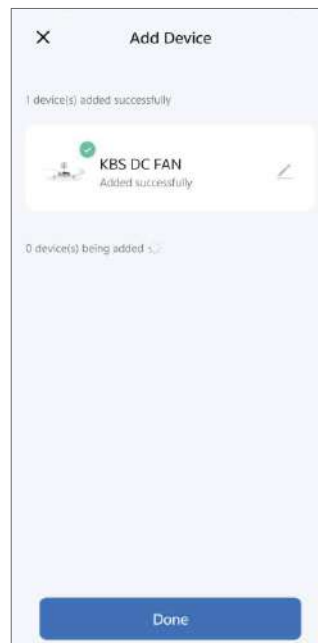 Add Device
1 device(s) added successfully
KBS DC FAN
Added successfully
0 device(s) being added
Done